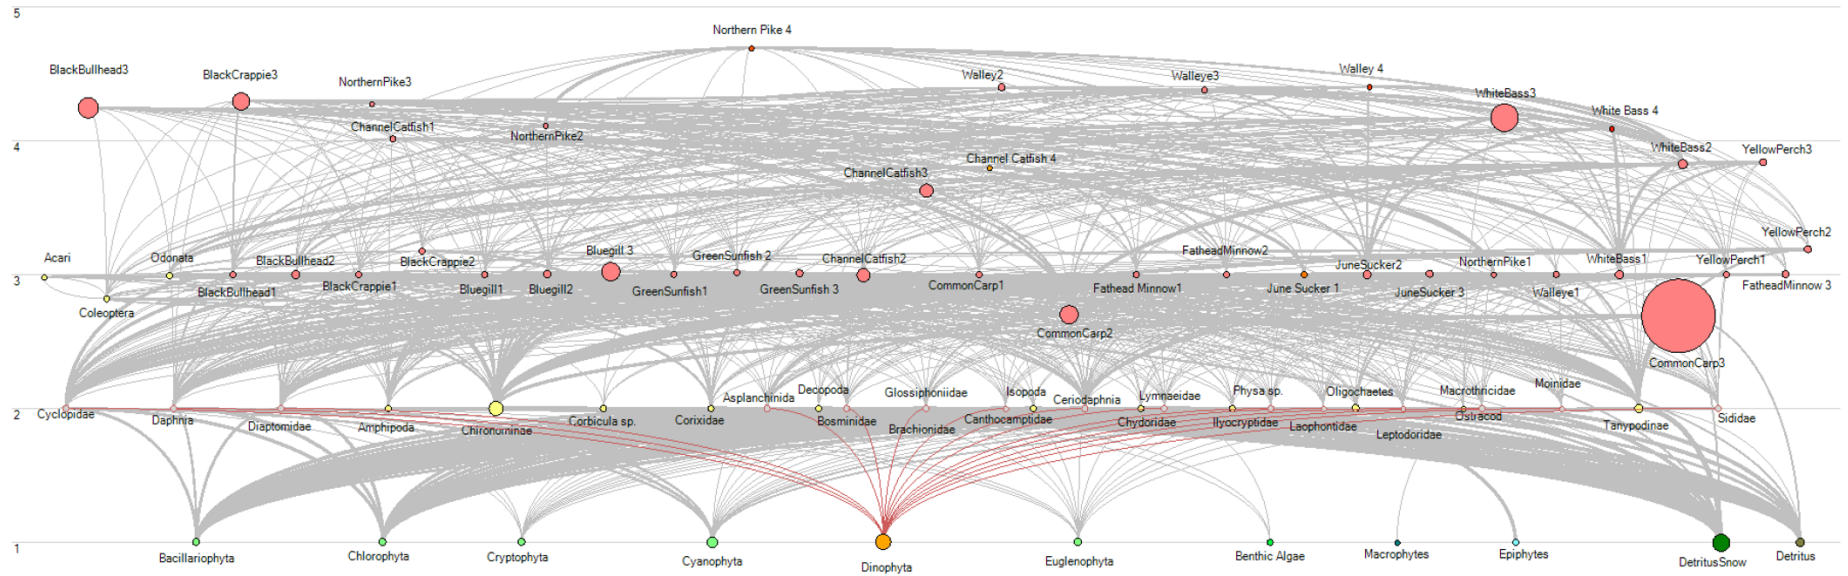 5
Northern Pike 4
BlackBullhead3
BlackCrappie3
NorthernPike3
Walley2
Walleye3
Walley 4
WhiteBass3
White Bass 4
ChannelCatfish1
NorthernPike2
4
WhiteBass2
YellowPerch3
Channel Catfish 4
ChannelCatfish3
YellowPerch2
Acari
Odonata
BlackBullhead2
BlackCrappie2
Bluegill 3
GreenSunfish 2
ChannelCatfish2
FatheadMinnow2
JuneSucker2
NorthernPike1
WhiteBass1
YellowPerch1
3
BlackBullhead1
BlackCrappie1
Bluegill1
Bluegill2
GreenSunfish1
GreenSunfish 3
CommonCarp1
Fathead Minnow1
June Sucker 1
JuneSucker 3
Walleye1
FatheadMinnow 3
Coleoptera
CommonCarp2
CommonCarp3
Asplanchinida
Decopoda
Glossiphoniidae
Isopoda
Ceriodaphnia
Lymnaeidae
Physa sp.
Oligochaetes
Macrothricidae
Moinidae
2
Cyclopidae
Daphnia
Diaptomidae
Amphipoda
Chironominae
Corbicula sp.
Corixidae
Bosminidae
Brachionidae
Canthocamptidae
Chydoridae
Ilyocryptidae
Laophontidae
Leptodoridae
Ostracod
Tanypodinae
Sididae
1
Bacillariophyta
Chlorophyta
Cryptophyta
Cyanophyta
Dinophyta
Euglenophyta
Benthic Algae
Macrophytes
Epiphytes
DetritusSnow
Detritus